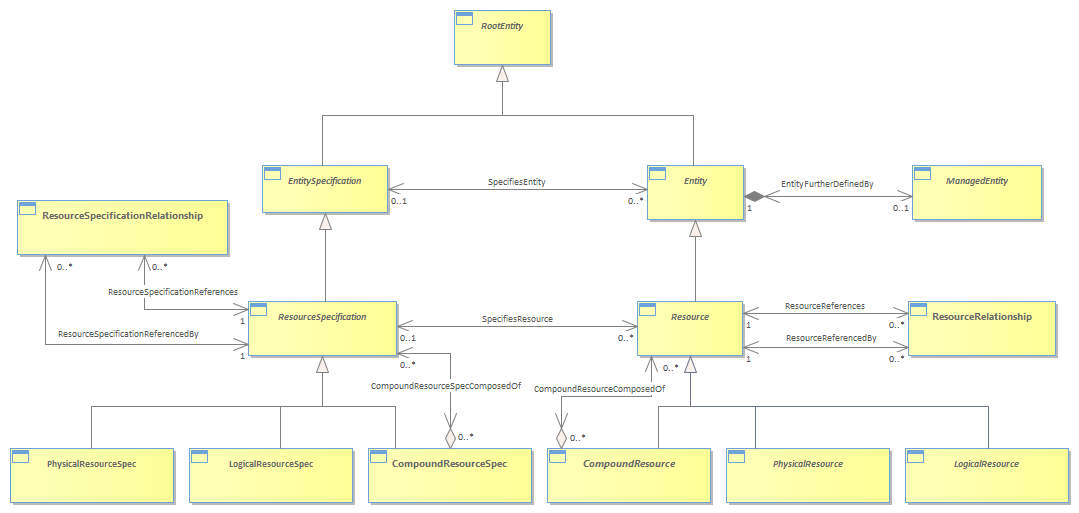 RootEntity
EntitySpecification
SpecifiesEntity
0..1
0..*
Entity
EntityFurtherDefinedBy
1
0..1
ManagedEntity
ResourceSpecificationRelationship
0..*
0..*
ResourceSpecificationReferences
1
ResourceSpecificationReferencedBy
1
ResourceSpecification
SpecifiesResource
0..1
0..*
Resource
ResourceReferences
1
0..*
ResourceReferencedBy
1
0..*
ResourceRelationship
0..*
CompoundResourceSpecComposedOf
0..*
0..*
CompoundResourceComposedOf
0..*
PhysicalResourceSpec
LogicalResourceSpec
CompoundResourceSpec
CompoundResource
PhysicalResource
LogicalResource